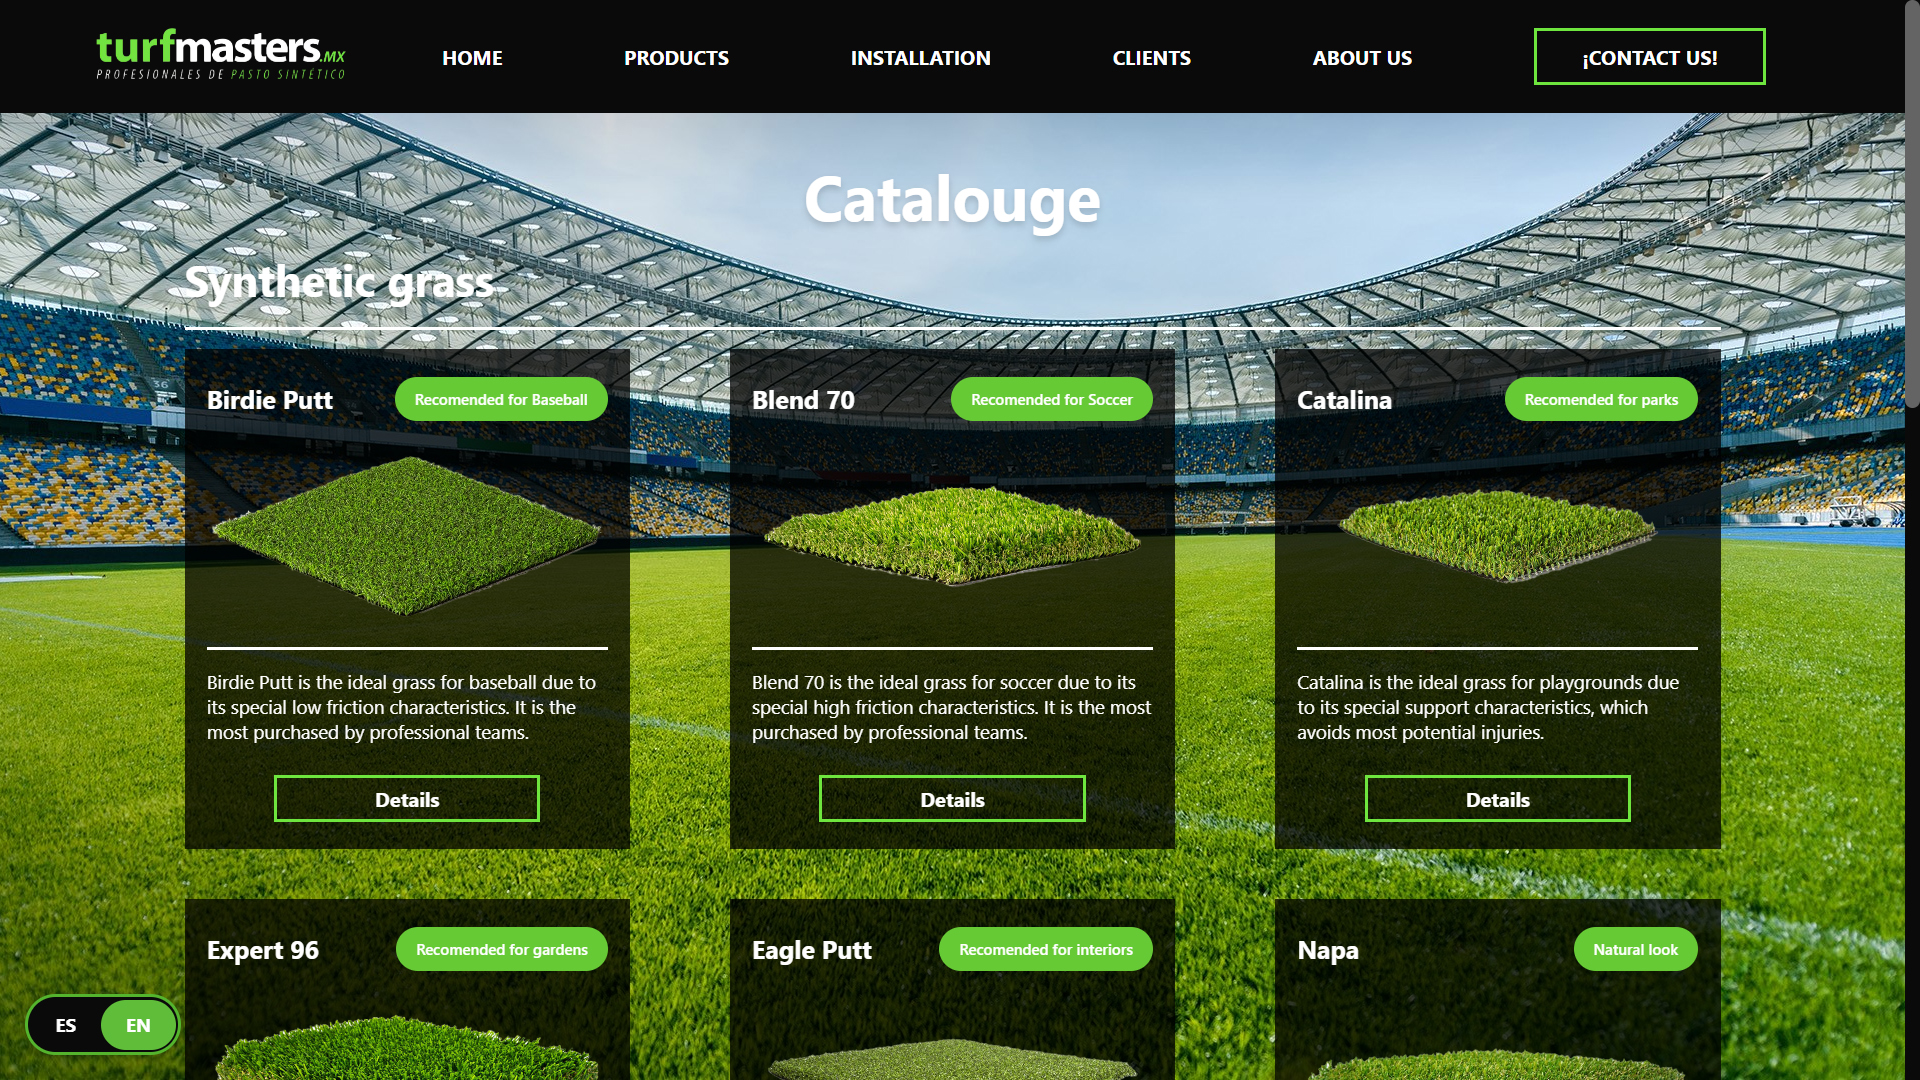 turfmasters.MX
PROFESIONALES DE PASTO SINTÉTICO
HOME
PRODUCTS
INSTALLATION
CLIENTS
ABOUT US
¡CONTACT US!
Catalouge
Synthetic grass
36
Birdie Putt
Recomended for Baseball
Birdie Putt is the ideal grass for baseball due to
its special low friction characteristics. It is the
most purchased by professional teams.
Details
Blend 70
Recomended for Soccer
Blend 70 is the ideal grass for soccer due to its
special high friction characteristics. It is the most
purchased by professional teams.
Details
Catalina
Recomended for parks
Catalina is the ideal grass for playgrounds due
to its special support characteristics, which
avoids most potential injuries.
Details
Expert 96
Recomended for gardens
Eagle Putt
Recomended for interiors
Napa
Natural look
ES
EN